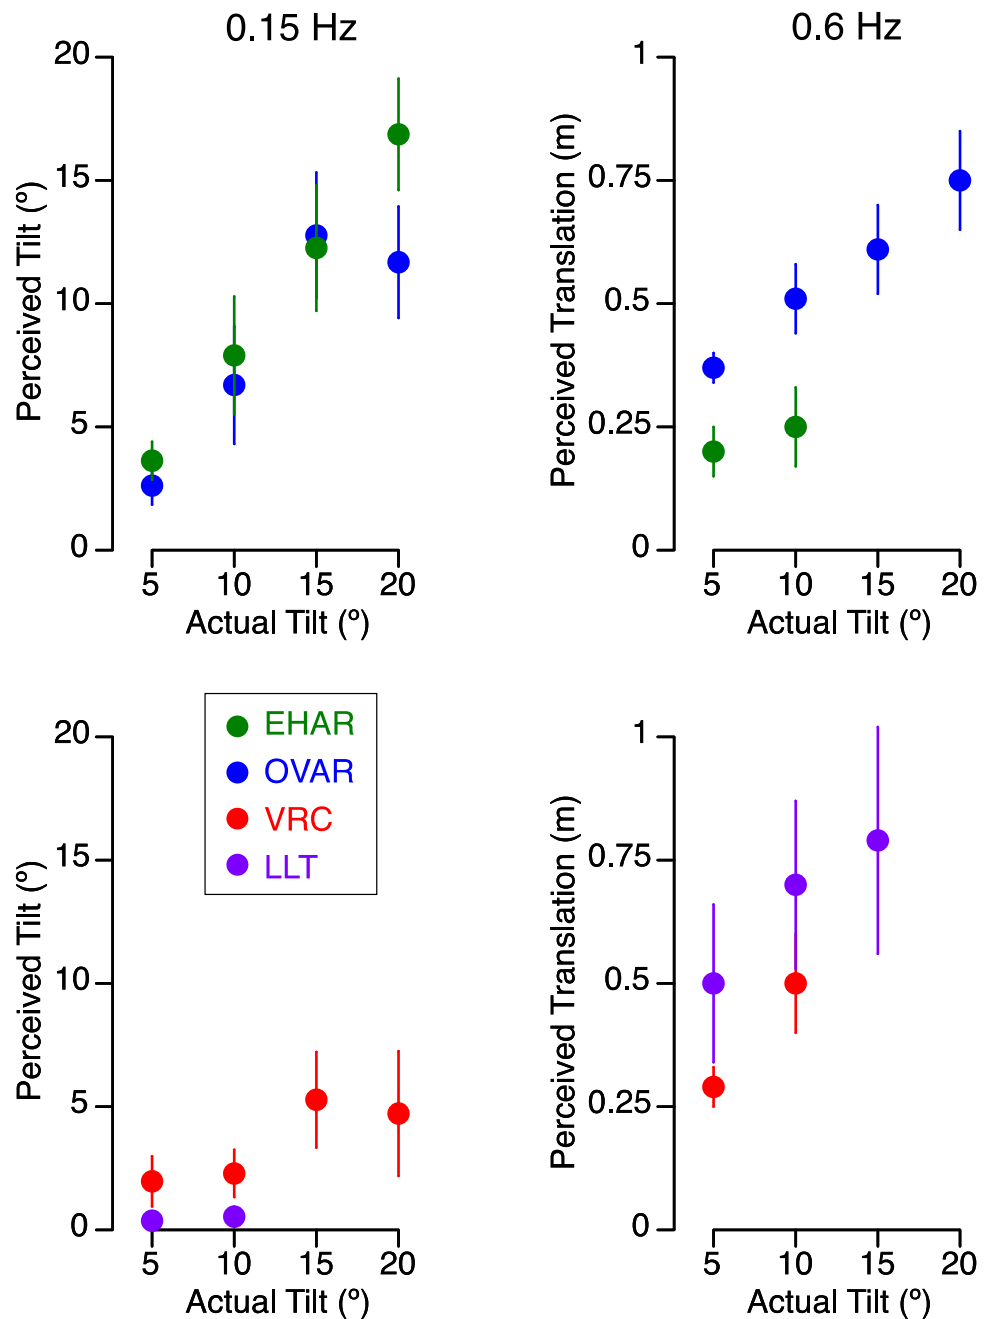 0.15 Hz
20
15
10
5
0
Perceived Tilt (º)
5 10 15 20
Actual Tilt (º)
0.6 Hz
1
0.75
0.5
0.25
0
Perceived Translation (m)
5 10 15 20
Actual Tilt (º)
EHAR
OVAR
VRC
LLT
20
15
10
5
0
Perceived Tilt (º)
5 10 15 20
Actual Tilt (º)
1
0.75
0.5
0.25
0
Perceived Translation (m)
5 10 15 20
Actual Tilt (º)